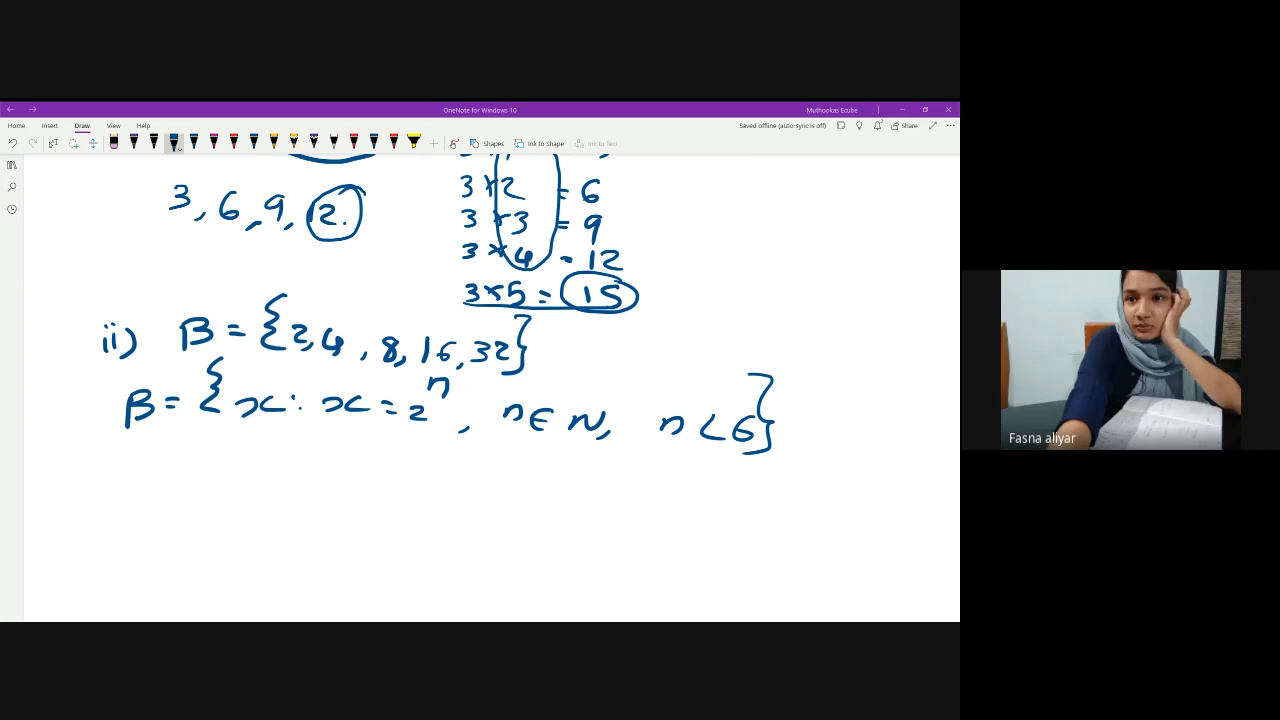 OneNote for Windows 10
Muthookas Ecube
Home Insert Draw View Help
Saved offline (auto-sync is off)
Share
Shapes
Ink to Shape
Ink to Text
3 × 2 = 6
3, 6, 9, 12.
3 × 3 = 9
3 × 4 = 12
3 × 5 = 15
ii) B = {2, 4, 8, 16, 32}
B = { x : x = 2ⁿ, n ∈ N, n < 6}
Fasna aliyar